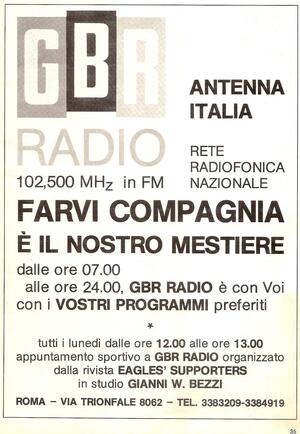 GBR
RADIO
102,500 MHz in FM
ANTENNA
ITALIA
RETE
RADIOFONICA
NAZIONALE
FARVI COMPAGNIA
È IL NOSTRO MESTIERE
dalle ore 07.00
alle ore 24.00, GBR RADIO è con Voi
con i VOSTRI PROGRAMMI preferiti
*
tutti i lunedì dalle ore 12.00 alle ore 13.00
appuntamento sportivo a GBR RADIO organizzato
dalla rivista EAGLES' SUPPORTERS
in studio GIANNI W. BEZZI
ROMA – VIA TRIONFALE 8062 – TEL. 3383209-3384919
35